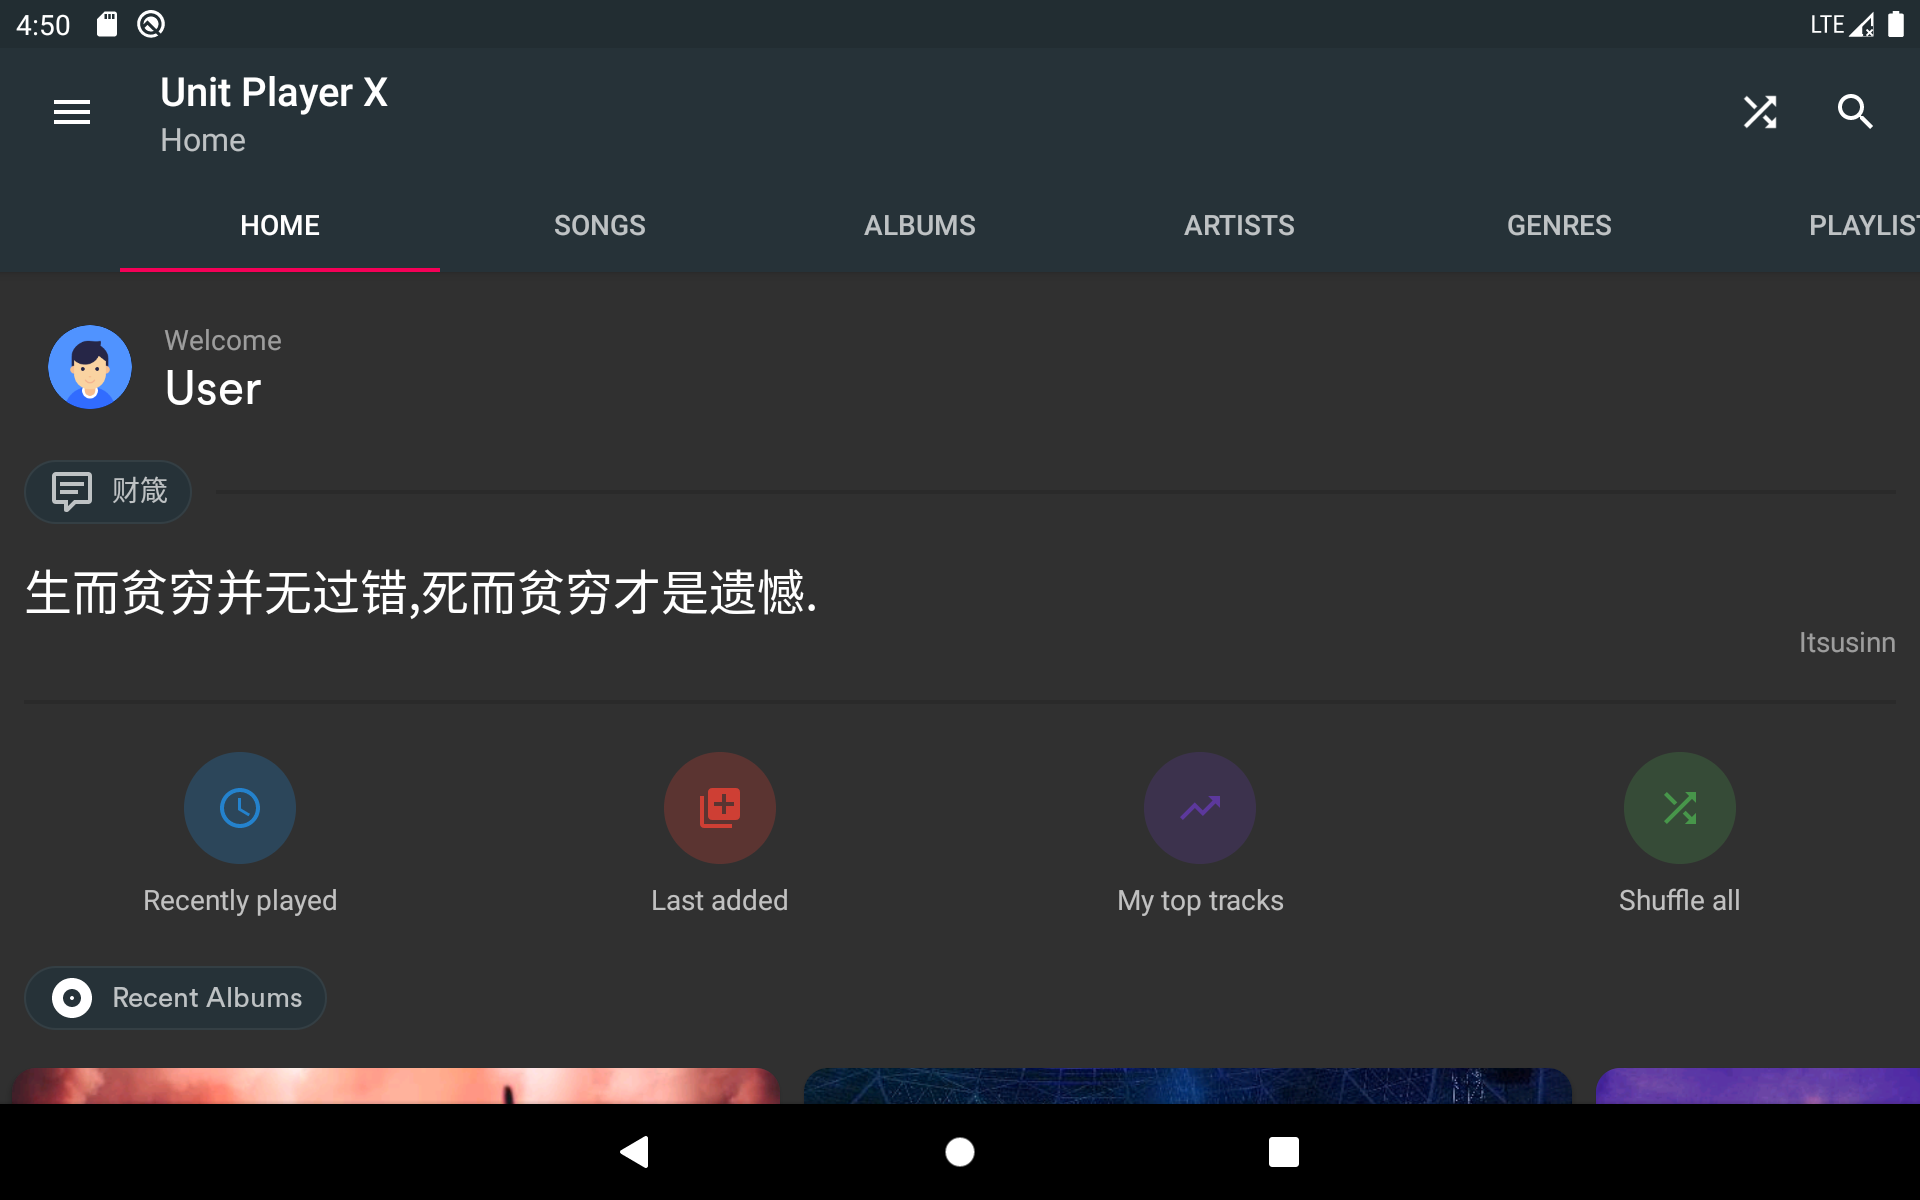 4:50
LTE
Unit Player X
Home
HOME
SONGS
ALBUMS
ARTISTS
GENRES
PLAYLIST
Welcome
User
财箴
生而贫穷并无过错,死而贫穷才是遗憾.
Itsusinn
Recently played
Last added
My top tracks
Shuffle all
Recent Albums